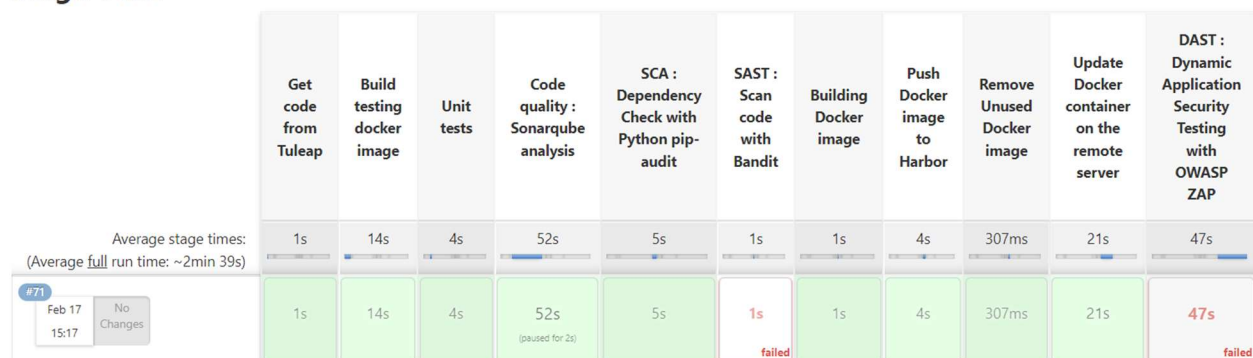 Get
code
from
Tuleap
Build
testing
docker
image
Unit
tests
Code
quality :
Sonarqube
analysis
SCA :
Dependency
Check with
Python pip-
audit
SAST :
Scan
code
with
Bandit
Building
Docker
image
Push
Docker
image
to
Harbor
Remove
Unused
Docker
image
Update
Docker
container
on the
remote
server
DAST :
Dynamic
Application
Security
Testing
with
OWASP
ZAP
Average stage times:
(Average full run time: ~2min 39s)
1s
14s
4s
52s
5s
1s
1s
4s
307ms
21s
47s
#71
Feb 17
15:17
No
Changes
1s
14s
4s
52s
(paused for 2s)
5s
1s
failed
1s
4s
307ms
21s
47s
failed